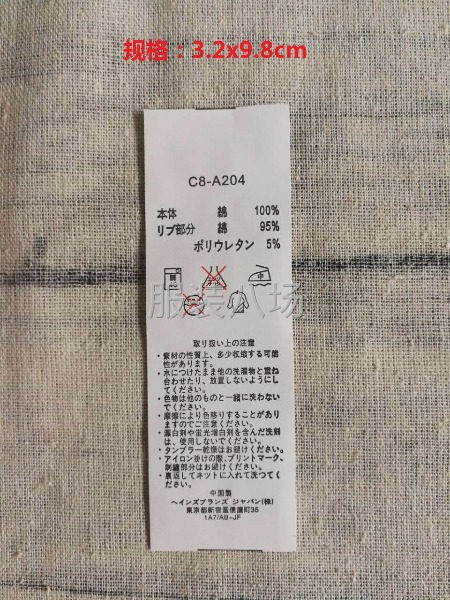 规格：3.2x9.8cm
C8-A204
本体 綿 100%
リブ部分 綿 95%
ポリウレタン 5%
中
服装八场
取り扱い上の注意
・素材の性質上、多少収縮する可能
性があります。
・水につけたまま他の洗濯物と重ね
合わせたり、放置しないようにし
てください。
・色物は他のものと一緒に洗わない
でください。
・摩擦により色移りすることがあり
ますのでご注意ください。
・漂白剤や蛍光増白剤を含んだ洗剤
は、使用しないでください。
・タンブラー乾燥はお避けください。
・アイロン掛けの際、プリントマーク、
刺繍部分はお避けください。
・裏返してネットに入れて洗つてく
ださい。
中国製
ヘインズブランズ ジャパン(株)
東京都新宿区信濃町35
1A7/AB-JF